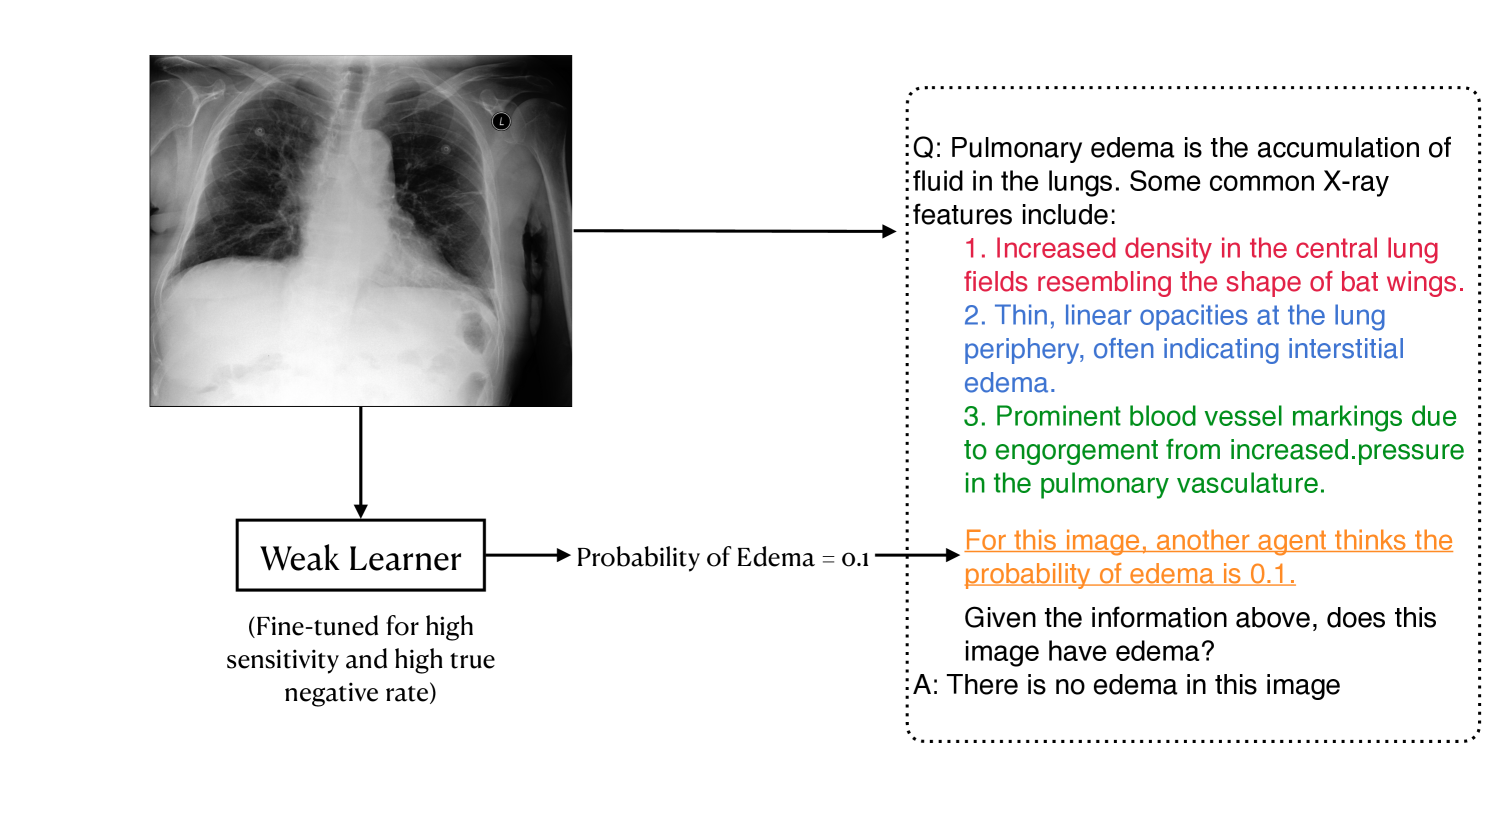 L
Q: Pulmonary edema is the accumulation of
fluid in the lungs. Some common X-ray
features include:
1. Increased density in the central lung
fields resembling the shape of bat wings.
2. Thin, linear opacities at the lung
periphery, often indicating interstitial
edema.
3. Prominent blood vessel markings due
to engorgement from increased.pressure
in the pulmonary vasculature.
For this image, another agent thinks the
probability of edema is 0.1.
Given the information above, does this
image have edema?
A: There is no edema in this image
Weak Learner
Probability of Edema = 0.1
(Fine-tuned for high
sensitivity and high true
negative rate)